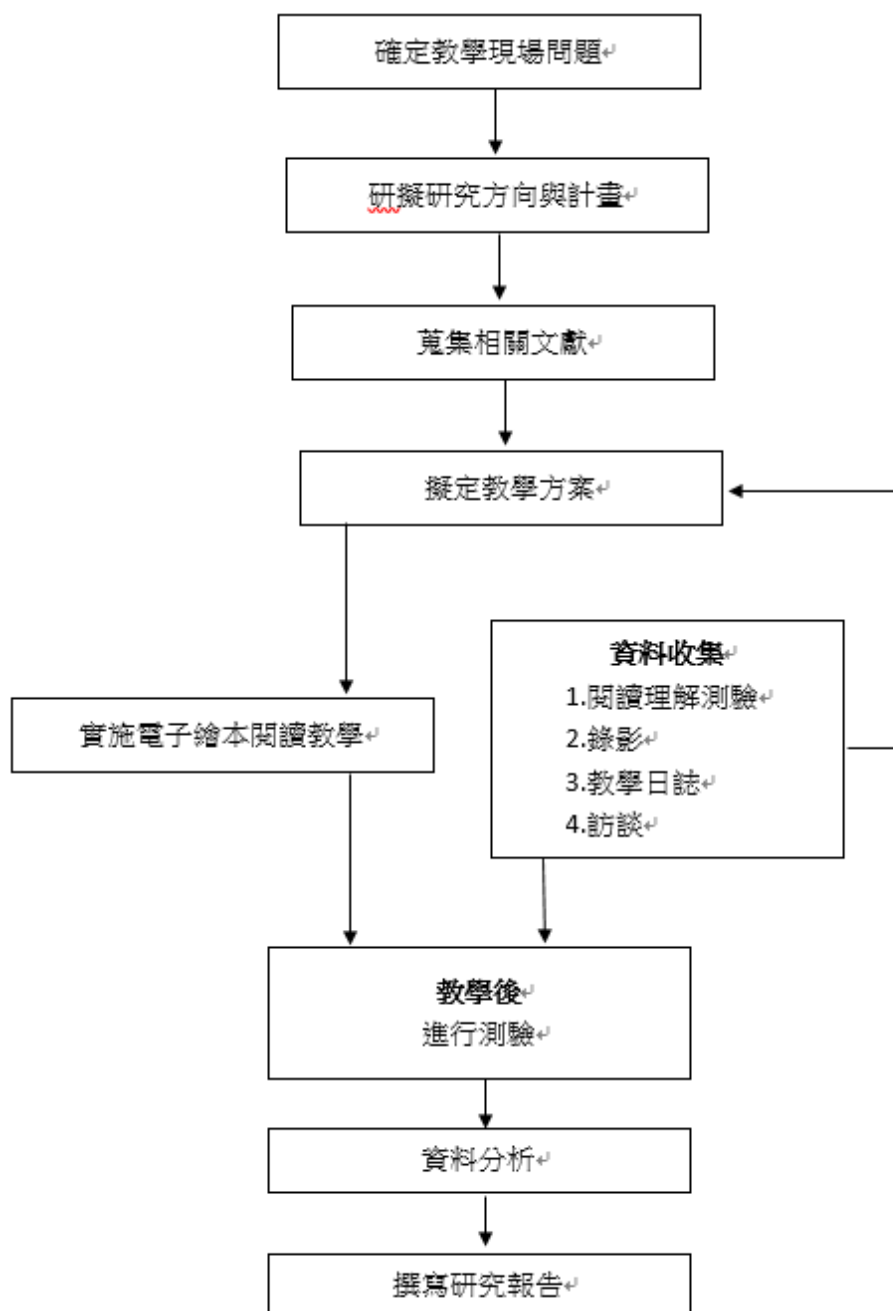 確定教學現場問題
研擬研究方向與計畫
蒐集相關文獻
擬定教學方案
資料收集
1.閱讀理解測驗
2.錄影
3.教學日誌
4.訪談
實施電子繪本閱讀教學
教學後
進行測驗
資料分析
撰寫研究報告